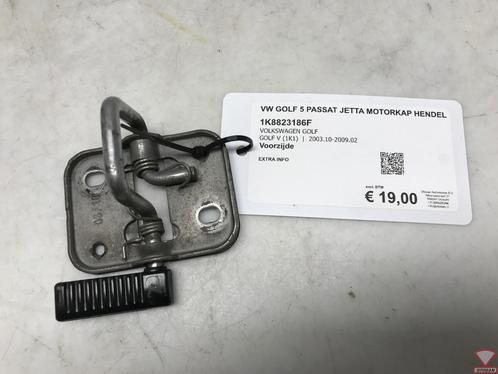 VW GOLF 5 PASSAT JETTA MOTORKAP HENDEL
1K8823186F
VOLKSWAGEN GOLF
GOLF V (1K1) | 2003.10-2009.02
Voorzijde
EXTRA INFO
excl. BTW
€ 19,00